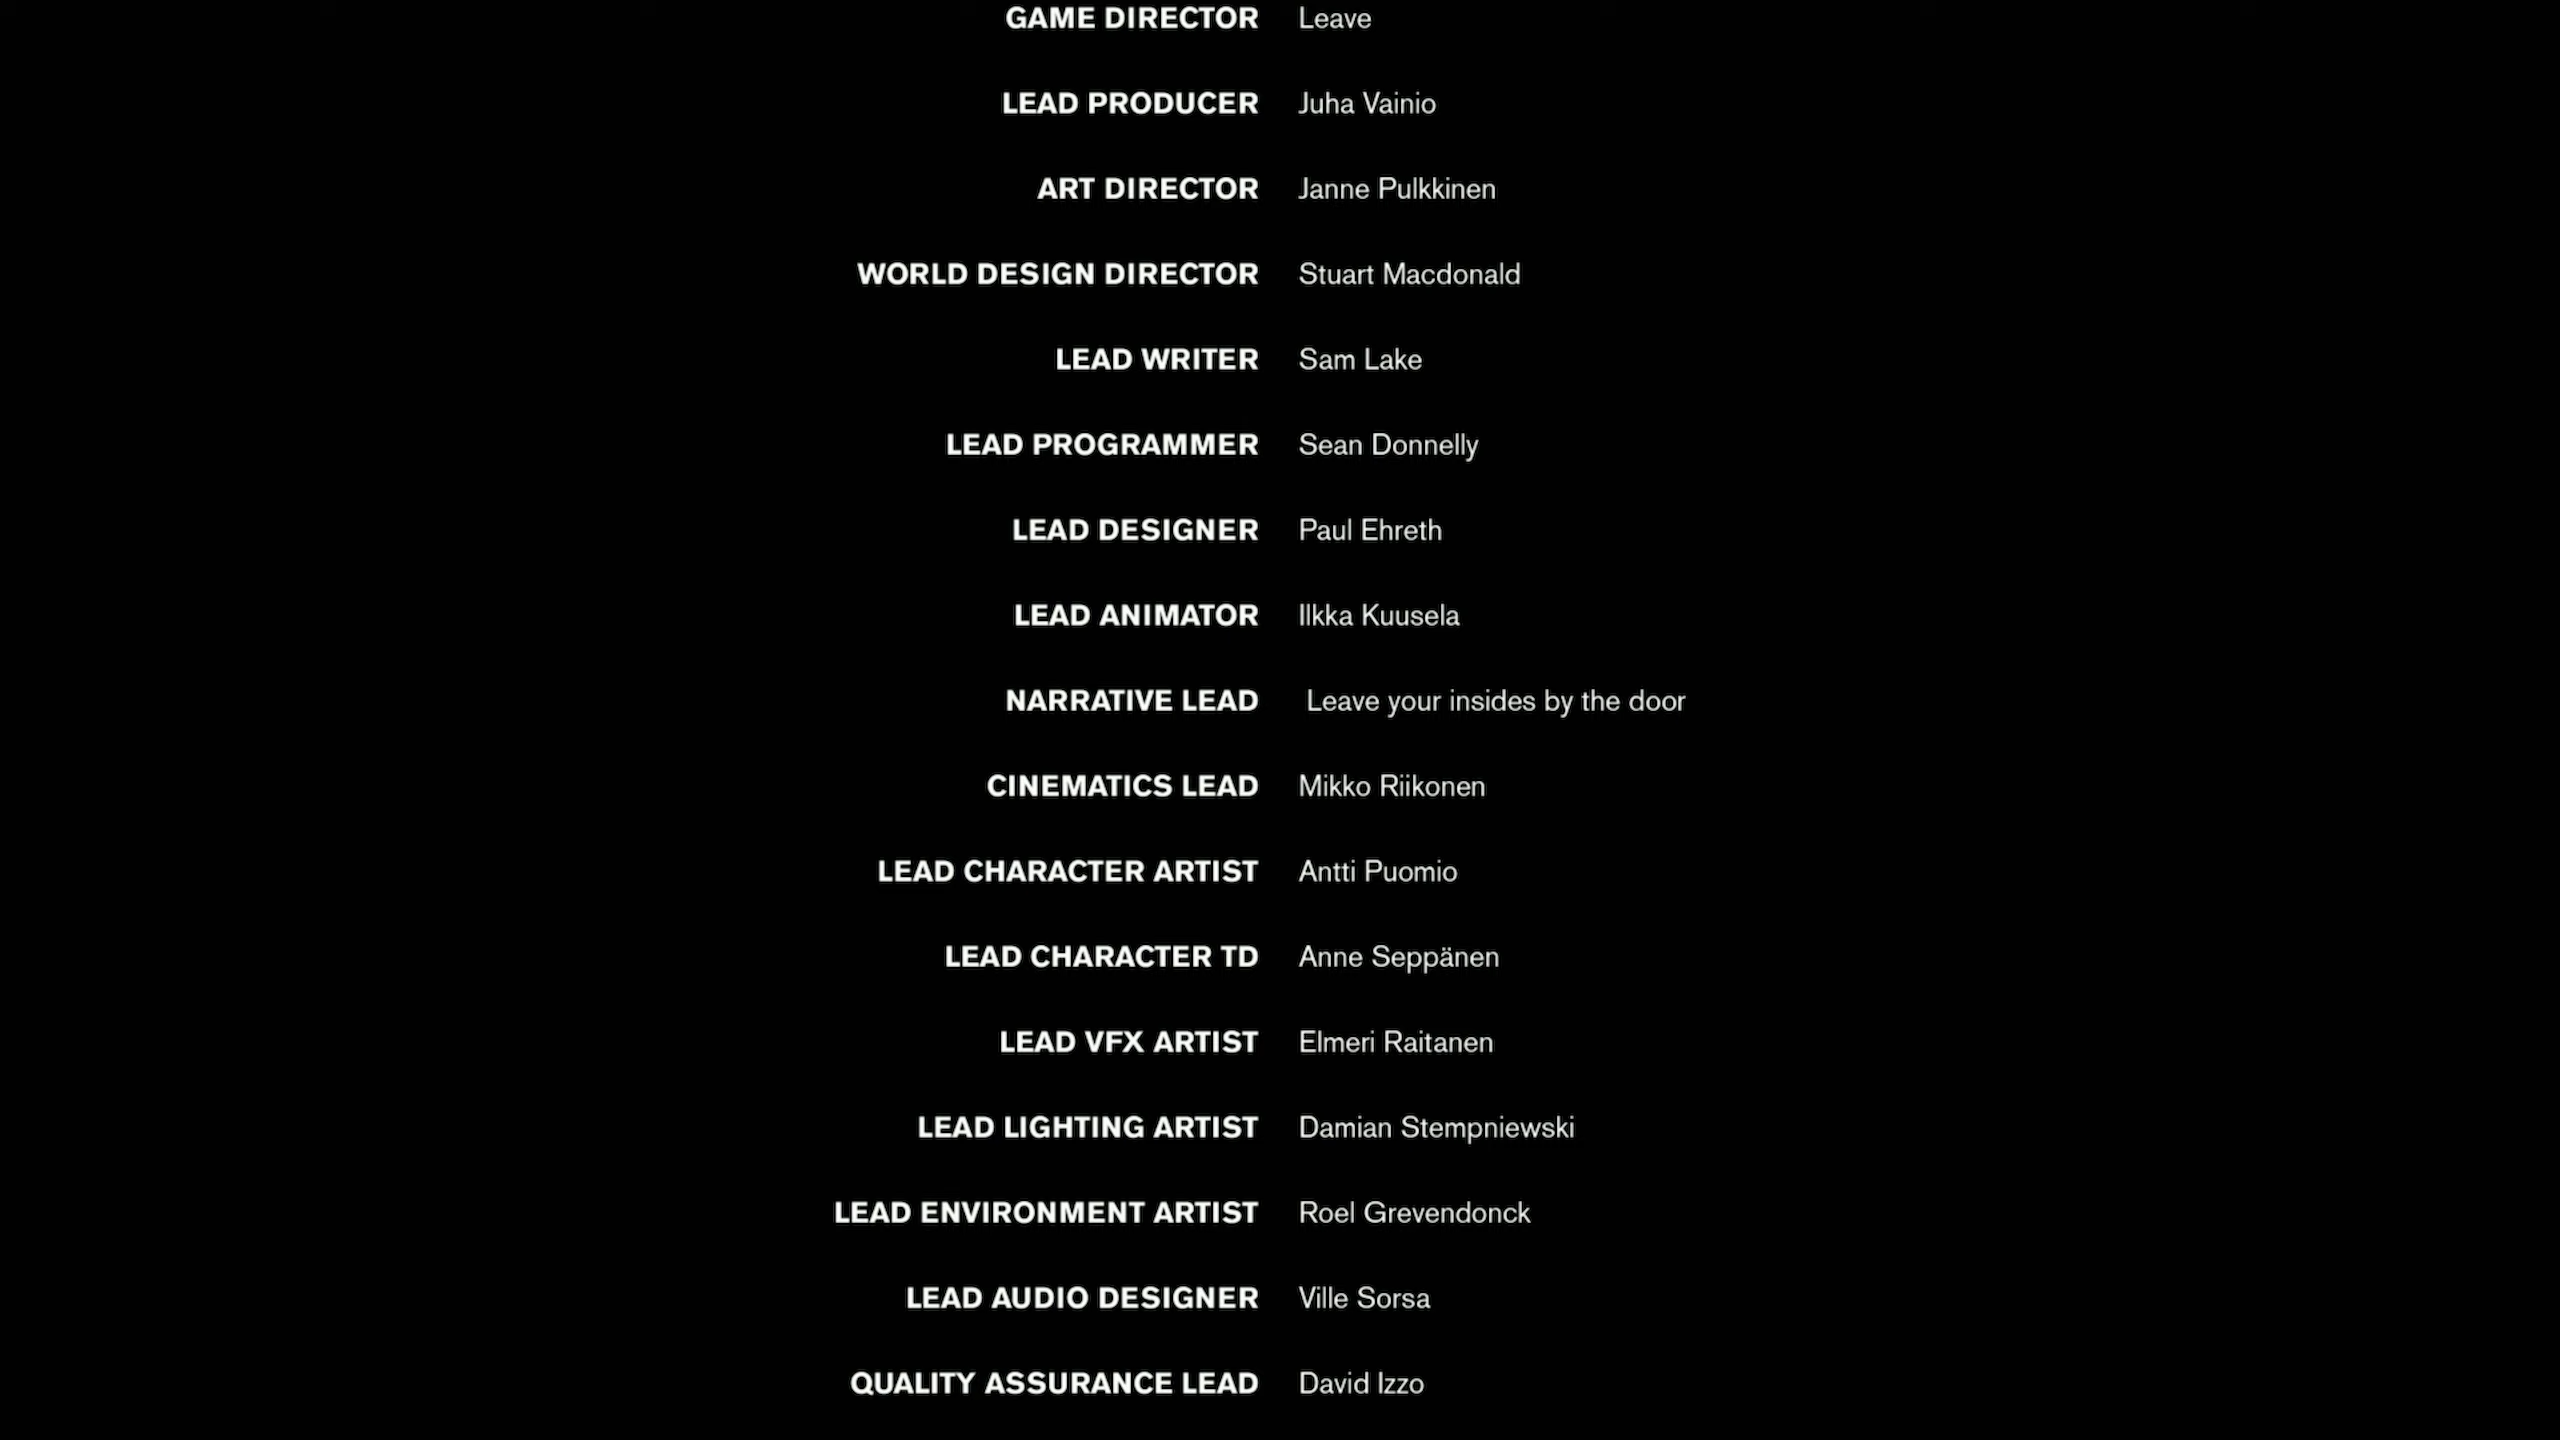 GAME DIRECTOR Leave
LEAD PRODUCER Juha Vainio
ART DIRECTOR Janne Pulkkinen
WORLD DESIGN DIRECTOR Stuart Macdonald
LEAD WRITER Sam Lake
LEAD PROGRAMMER Sean Donnelly
LEAD DESIGNER Paul Ehreth
LEAD ANIMATOR Ilkka Kuusela
NARRATIVE LEAD Leave your insides by the door
CINEMATICS LEAD Mikko Riikonen
LEAD CHARACTER ARTIST Antti Puomio
LEAD CHARACTER TD Anne Seppänen
LEAD VFX ARTIST Elmeri Raitanen
LEAD LIGHTING ARTIST Damian Stempniewski
LEAD ENVIRONMENT ARTIST Roel Grevendonck
LEAD AUDIO DESIGNER Ville Sorsa
QUALITY ASSURANCE LEAD David Izzo